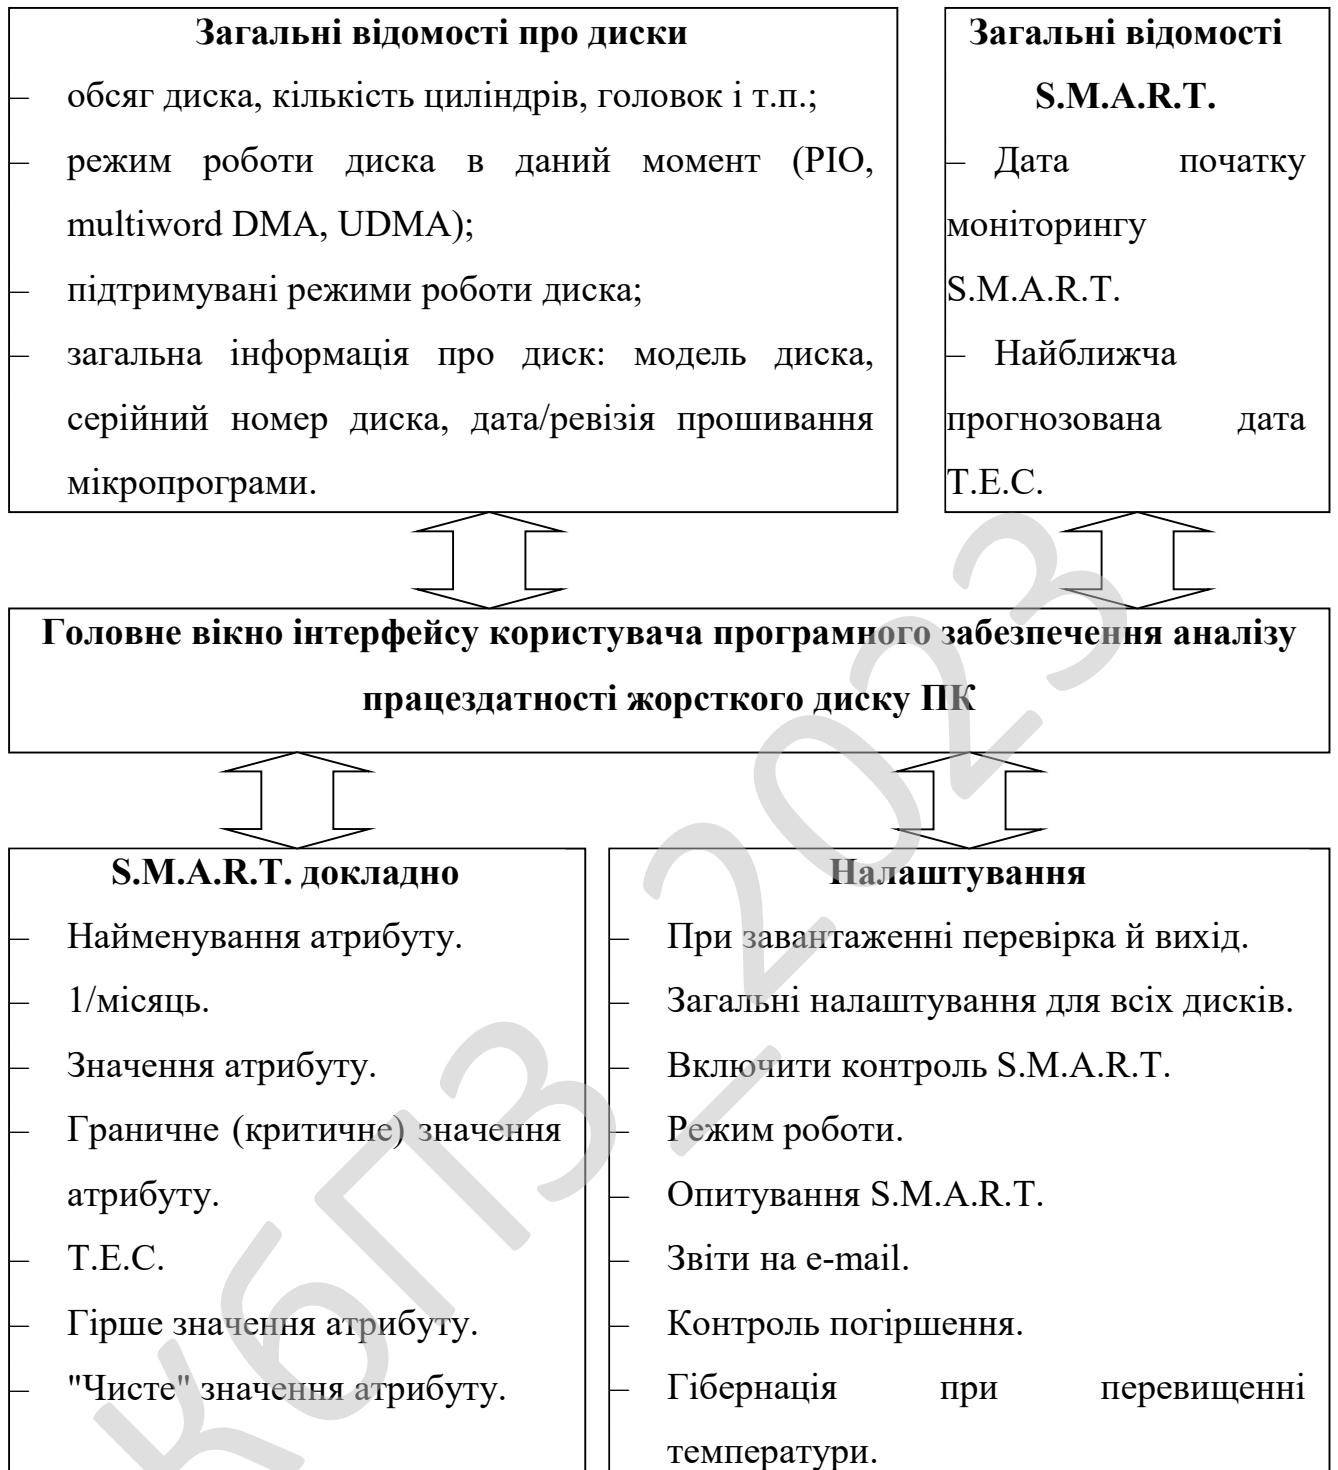 Загальні відомості про диски
– обсяг диска, кількість циліндрів, головок і т.п.;
– режим роботи диска в даний момент (PIO,
multiword DMA, UDMA);
– підтримувані режими роботи диска;
– загальна інформація про диск: модель диска,
серійний номер диска, дата/ревізія прошивання
мікропрограми.
Загальні відомості
S.M.A.R.T.
– Дата початку
моніторингу
S.M.A.R.T.
– Найближча
прогнозована дата
T.E.C.
Головне вікно інтерфейсу користувача програмного забезпечення аналізу
працездатності жорсткого диску ПК
S.M.A.R.T. докладно
– Найменування атрибуту.
– 1/місяць.
– Значення атрибуту.
– Граничне (критичне) значення
атрибуту.
– T.E.C.
– Гірше значення атрибуту.
– "Чисте" значення атрибуту.
Налаштування
– При завантаженні перевірка й вихід.
– Загальні налаштування для всіх дисків.
– Включити контроль S.M.A.R.T.
– Режим роботи.
– Опитування S.M.A.R.T.
– Звіти на e-mail.
– Контроль погіршення.
– Гібернація при перевищенні
температури.
КбПЗ_2023